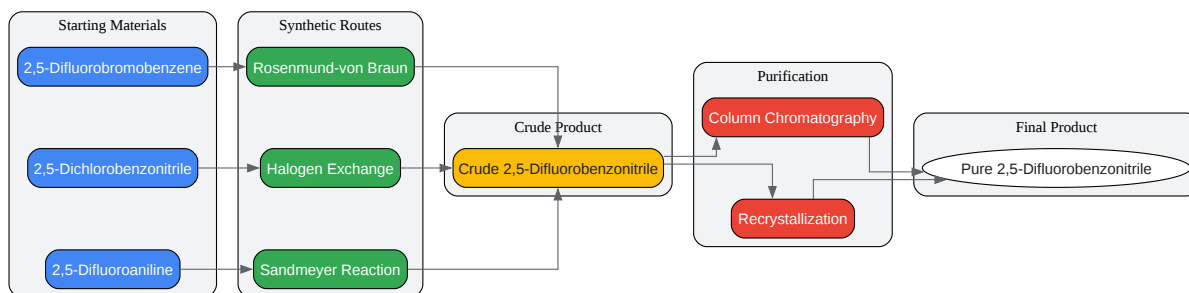 Starting Materials
2,5-Difluorobromobenzene
2,5-Dichlorobenzonitrile
2,5-Difluoroaniline
Synthetic Routes
Rosenmund-von Braun
Halogen Exchange
Sandmeyer Reaction
Crude Product
Crude 2,5-Difluorobenzonitrile
Purification
Column Chromatography
Recrystallization
Final Product
Pure 2,5-Difluorobenzonitrile